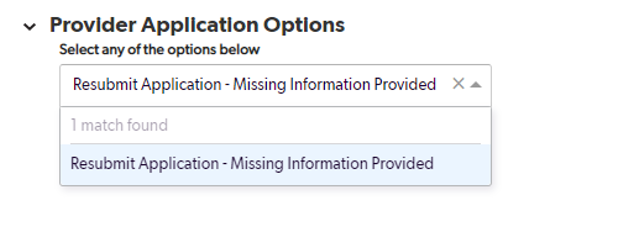 Provider Application Options
Select any of the options below
Resubmit Application - Missing Information Provided
1 match found
Resubmit Application - Missing Information Provided